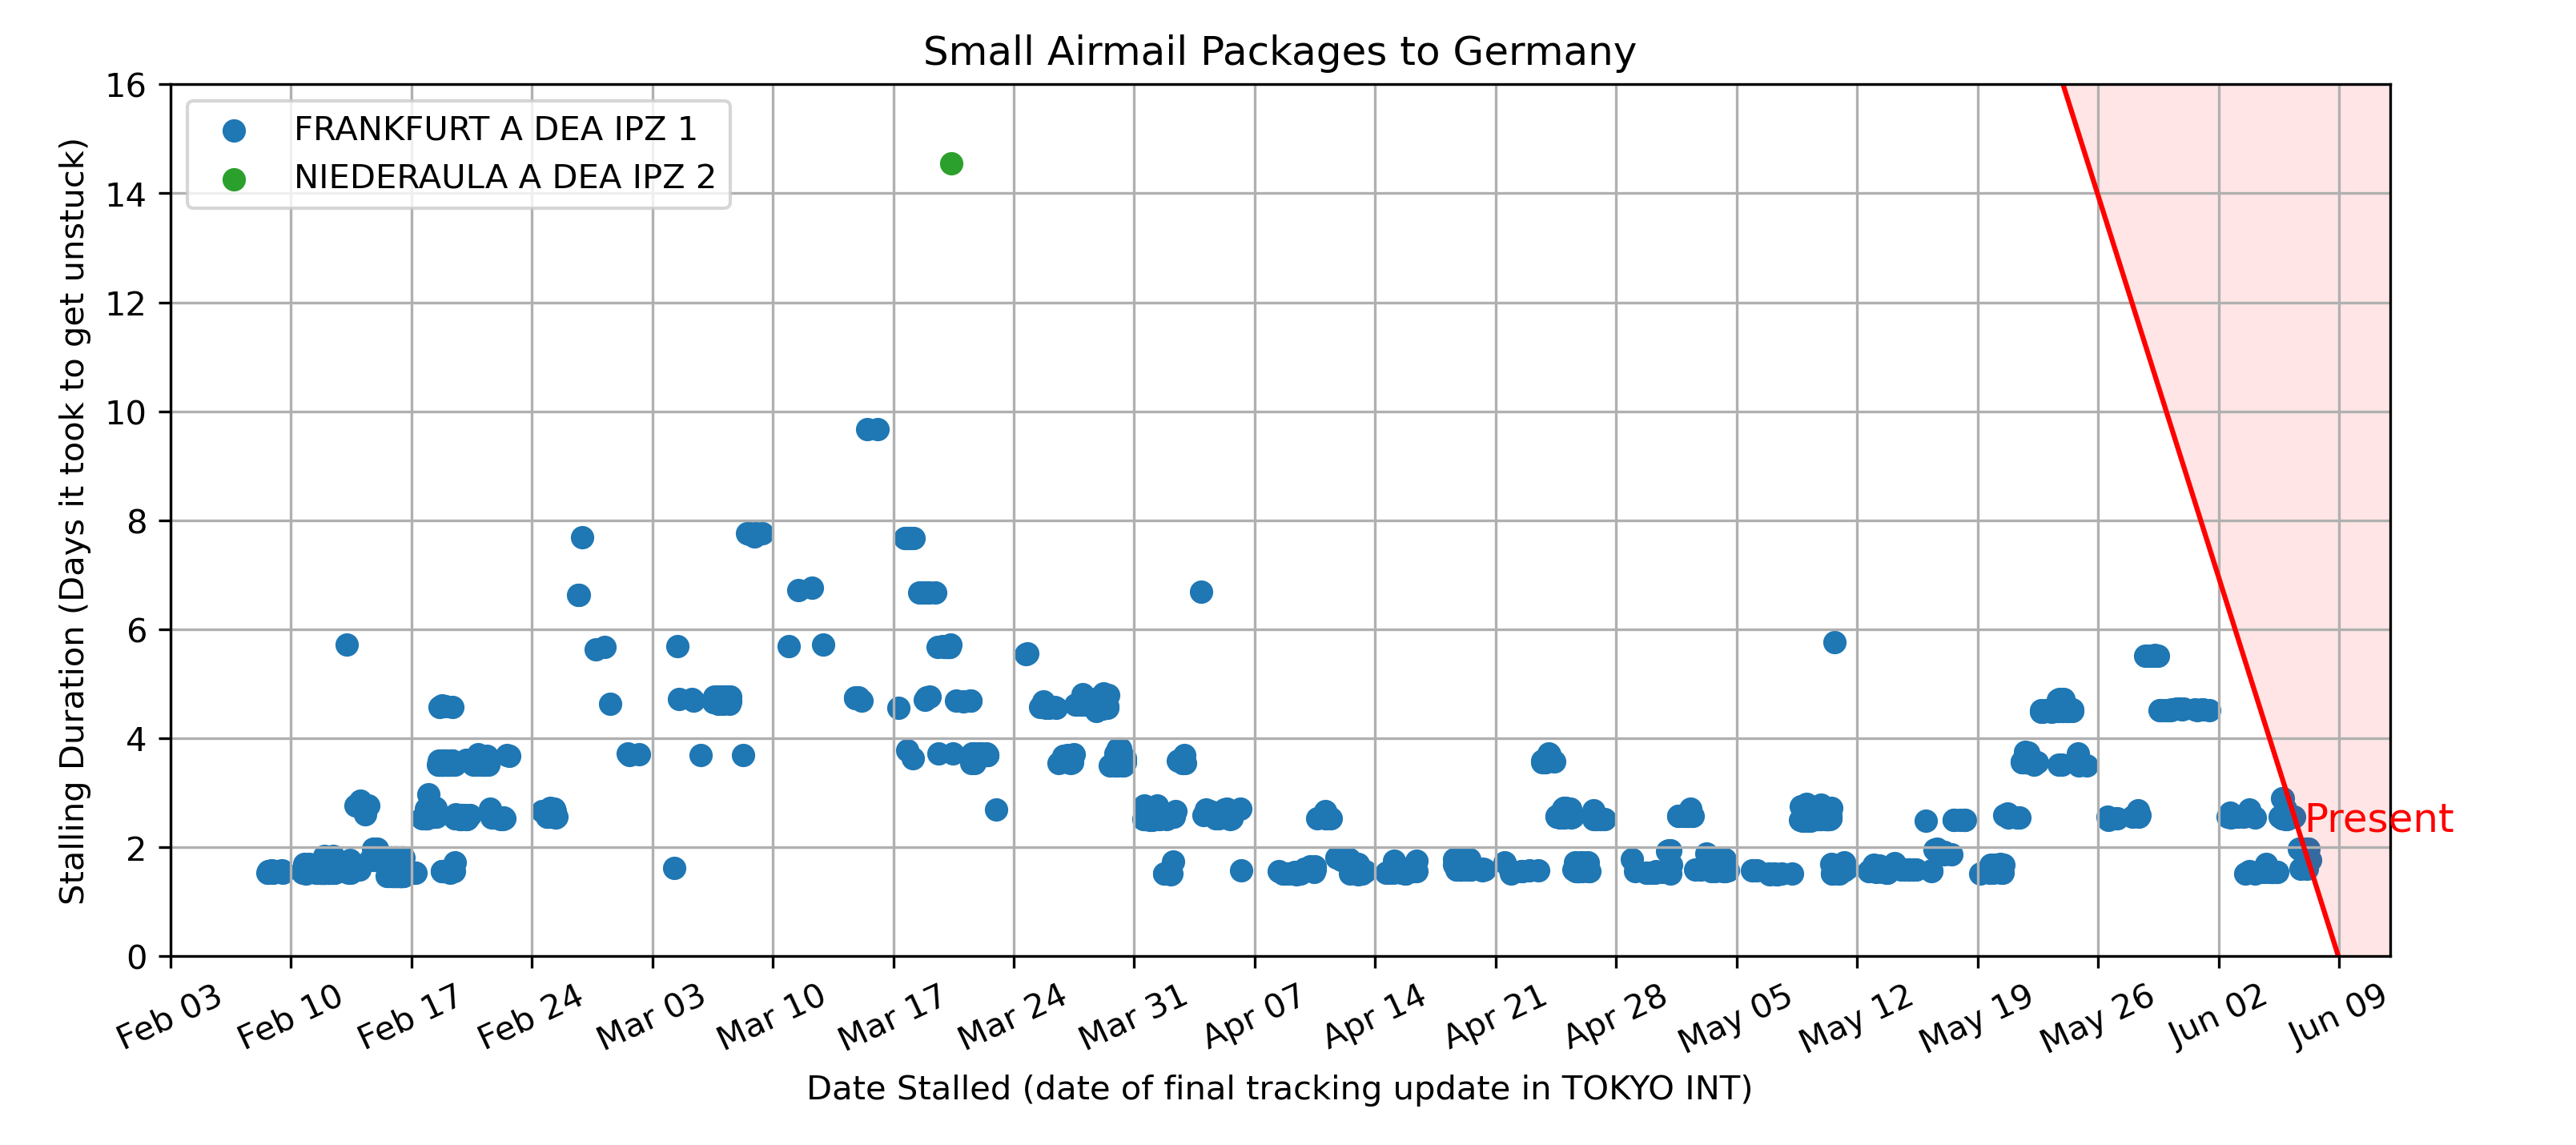 Small Airmail Packages to Germany
FRANKFURT A DEA IPZ 1
NIEDERAULA A DEA IPZ 2
Stalling Duration (Days it took to get unstuck)
16
14
12
10
8
6
4
2
0
Present
Feb 03
Feb 10
Feb 17
Feb 24
Mar 03
Mar 10
Mar 17
Mar 24
Mar 31
Apr 07
Apr 14
Apr 21
Apr 28
May 05
May 12
May 19
May 26
Jun 02
Jun 09
Date Stalled (date of final tracking update in TOKYO INT)